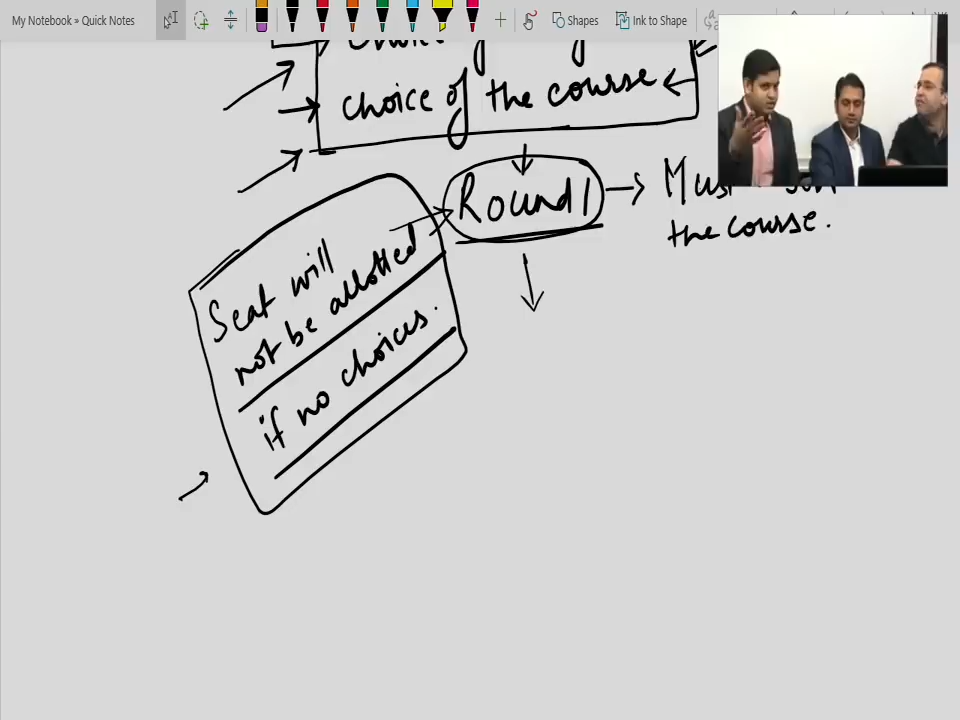 My Notebook » Quick Notes
Shapes
Ink to Shape
choice of the course
Round 1
Must
the course.
Seat will
not be allotted
if no choices.